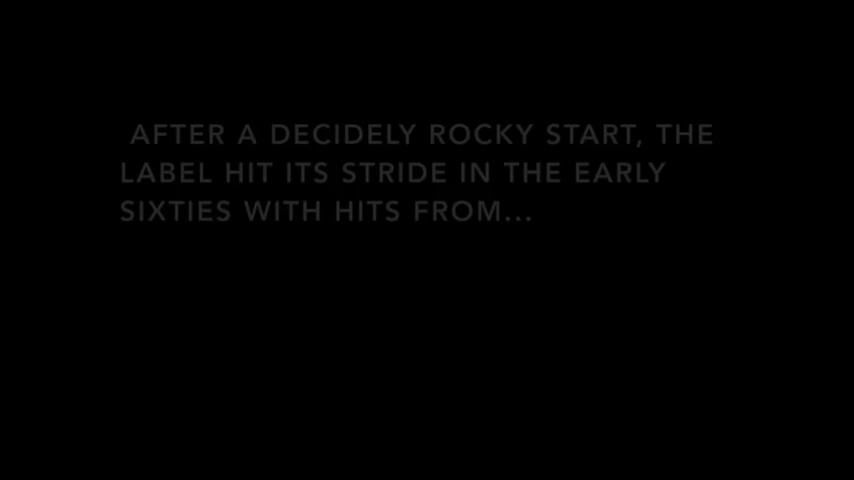 AFTER A DECIDELY ROCKY START, THE
LABEL HIT ITS STRIDE IN THE EARLY
SIXTIES WITH HITS FROM...